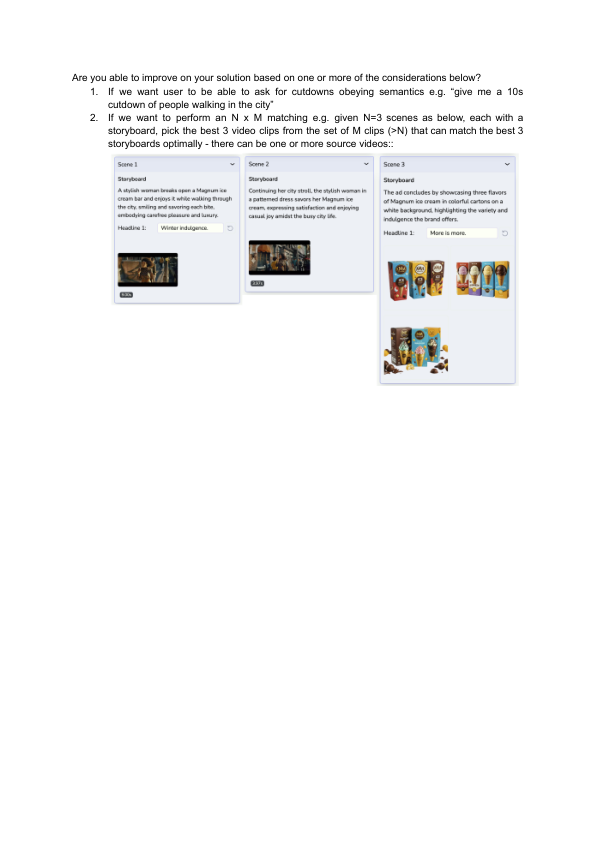 Are you able to improve on your solution based on one or more of the considerations below?
1. If we want user to be able to ask for cutdowns obeying semantics e.g. “give me a 10s
cutdown of people walking in the city”
2. If we want to perform an N x M matching e.g. given N=3 scenes as below, each with a
storyboard, pick the best 3 video clips from the set of M clips (>N) that can match the best 3
storyboards optimally - there can be one or more source videos::
Scene 1
Storyboard
A stylish woman breaks open a Magnum ice
cream bar and enjoys it while walking through
the city, smiling and savoring each bite,
embodying carefree pleasure and luxury.
Headline 1: Winter indulgence.
Scene 2
Storyboard
Continuing her city stroll, the stylish woman in
a patterned dress savors her Magnum ice
cream, expressing satisfaction and enjoying
casual joy amidst the busy city life.
Scene 3
Storyboard
The ad concludes by showcasing three flavors
of Magnum ice cream in colorful cartons on a
white background, highlighting the variety and
indulgence the brand offers.
Headline 1: More is more.